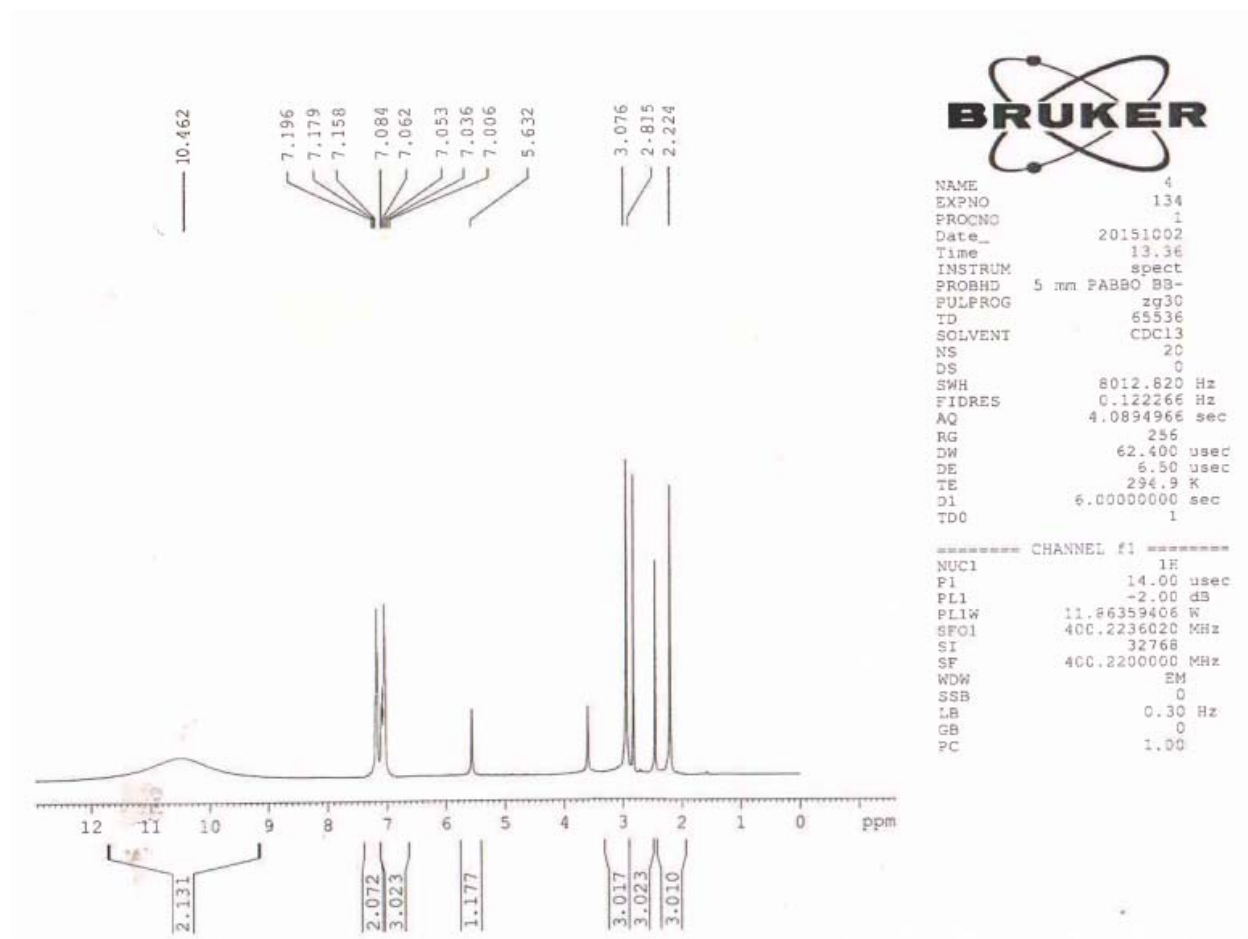 10.462
7.196
7.179
7.158
7.084
7.062
7.053
7.036
7.006
5.632
3.076
2.815
2.224
BRUKER
NAME 4
EXPNO 134
PROCNO 1
Date_ 20151002
Time 13.36
INSTRUM spect
PROBHD 5 mm PABBO BB-
PULPROG zg30
TD 65536
SOLVENT CDCl3
NS 20
DS 0
SWH 8012.820 Hz
FIDRES 0.122266 Hz
AQ 4.0894966 sec
RG 256
DW 62.400 usec
DE 6.50 usec
TE 294.9 K
D1 6.00000000 sec
TD0 1
======== CHANNEL f1 ========
NUC1 1H
P1 14.00 usec
PL1 -2.00 dB
PL1W 11.86359406 W
SFO1 400.2236020 MHz
SI 32768
SF 400.2200000 MHz
WDW EM
SSB 0
LB 0.30 Hz
GB 0
PC 1.00
12 11 10 9 8 7 6 5 4 3 2 1 0 ppm
2.131
2.072
3.023
1.177
3.017
3.023
3.010